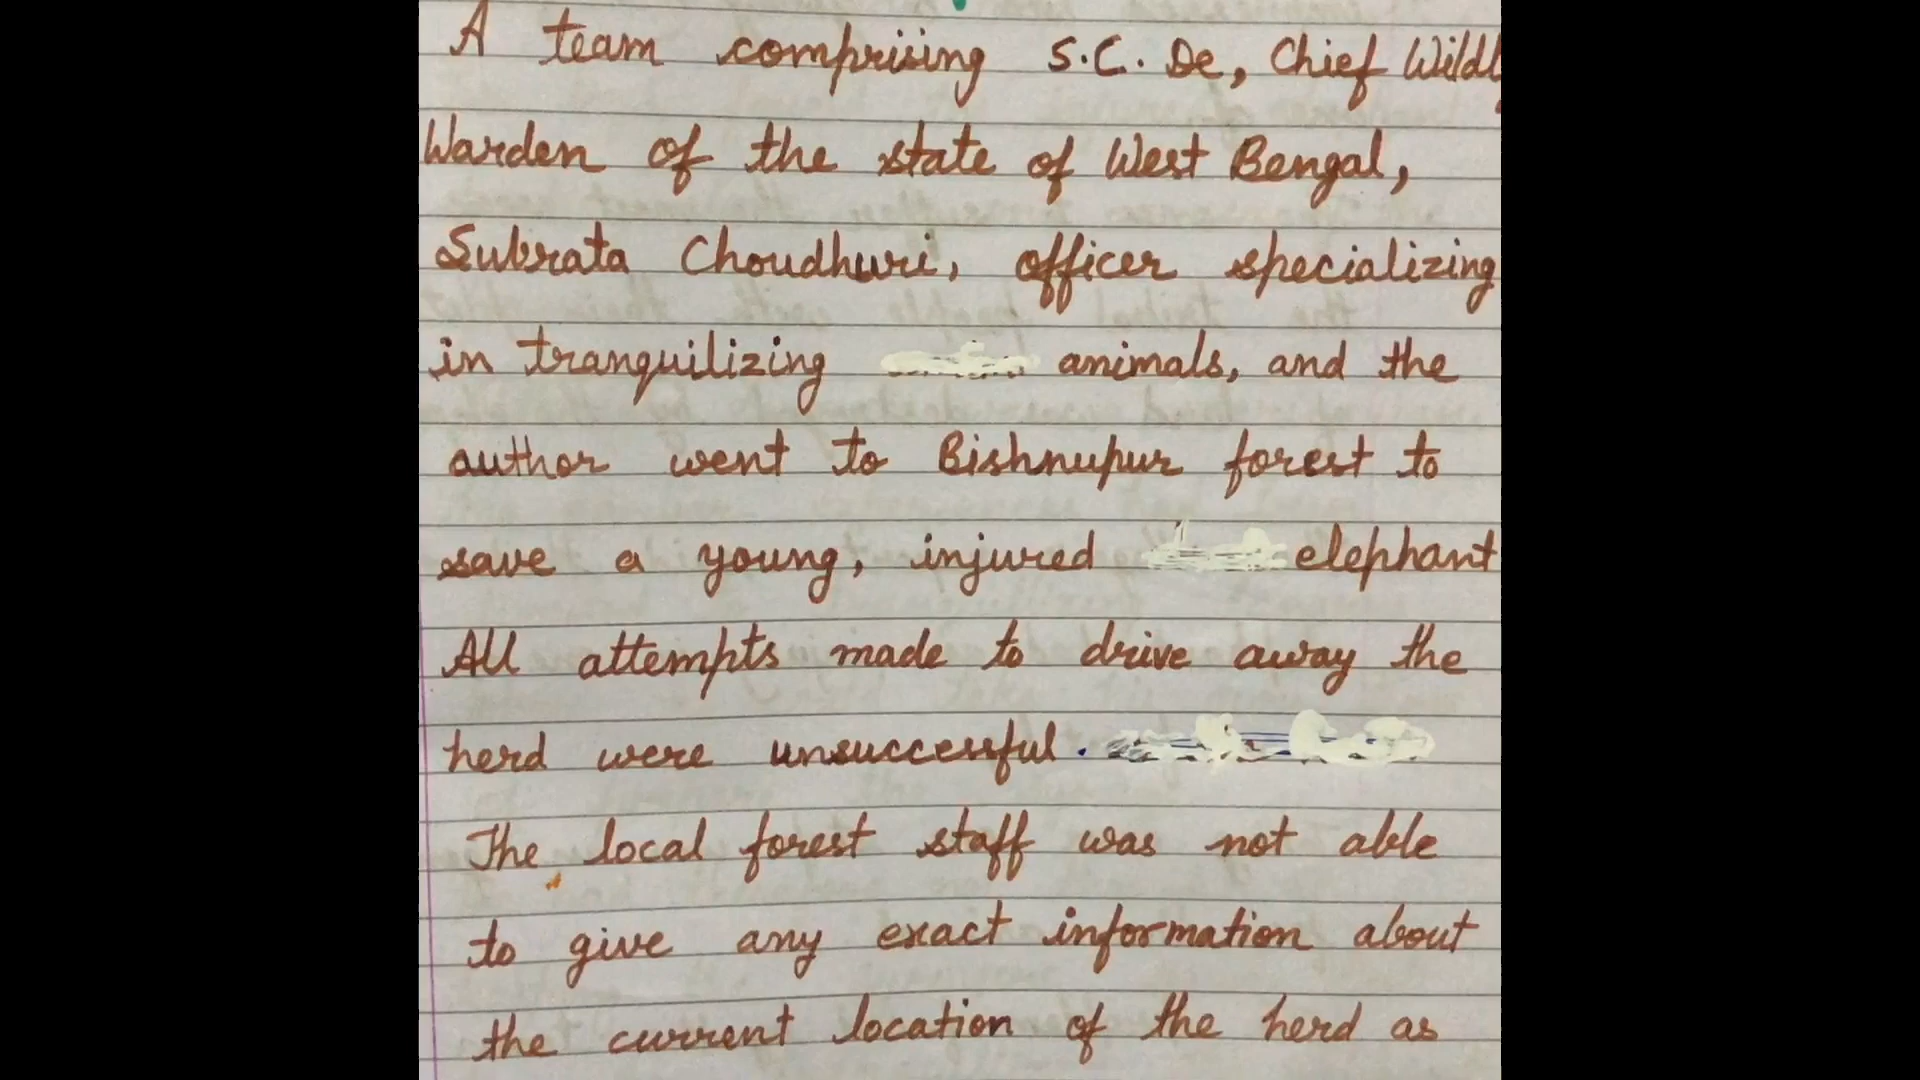 A team comprising S.C. De, Chief Wildl
Warden of the state of West Bengal,
Subrata Choudhuri, officer specializing
in tranquilizing animals, and the
author went to Bishnupur forest to
save a young, injured elephant
All attempts made to drive away the
herd were unsuccessful.
The local forest staff was not able
to give any exact information about
the current location of the herd as